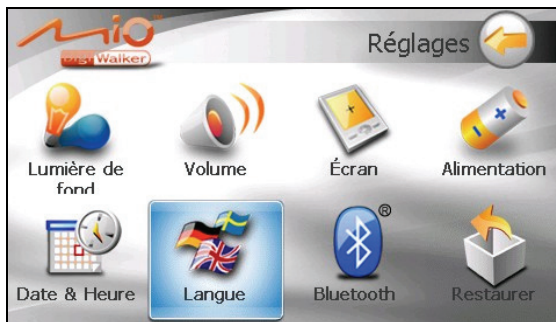 Mio
DigiWalker
Réglages
Lumière de
fond
Volume
Écran
Alimentation
Date & Heure
Langue
Bluetooth
®
Restaurer